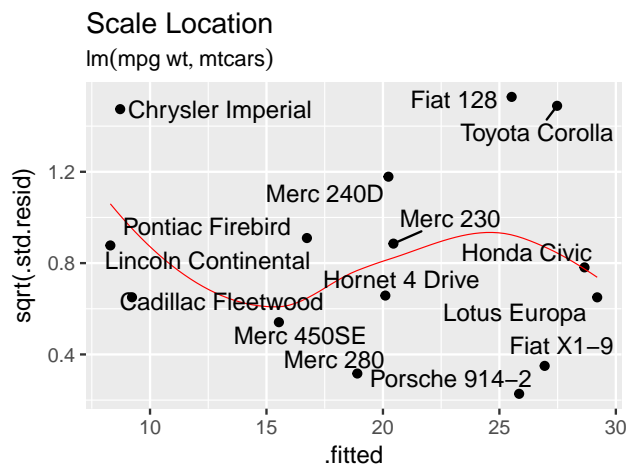 Scale Location
lm(mpg wt, mtcars)
Fiat 128
Chrysler Imperial
Toyota Corolla
1.2
Merc 240D
Merc 230
Pontiac Firebird
Honda Civic
Lincoln Continental
0.8
Hornet 4 Drive
Cadillac Fleetwood
Lotus Europa
Merc 450SE
Fiat X1−9
Merc 280
0.4
Porsche 914−2
sqrt(.std.resid)
10 15 20 25 30
.fitted